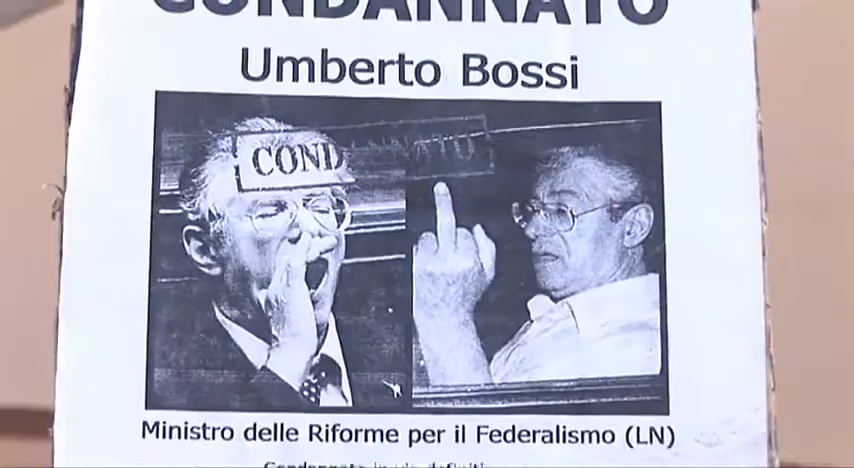 CONDANNATO
Umberto Bossi
CONDANNATO
Ministro delle Riforme per il Federalismo (LN)